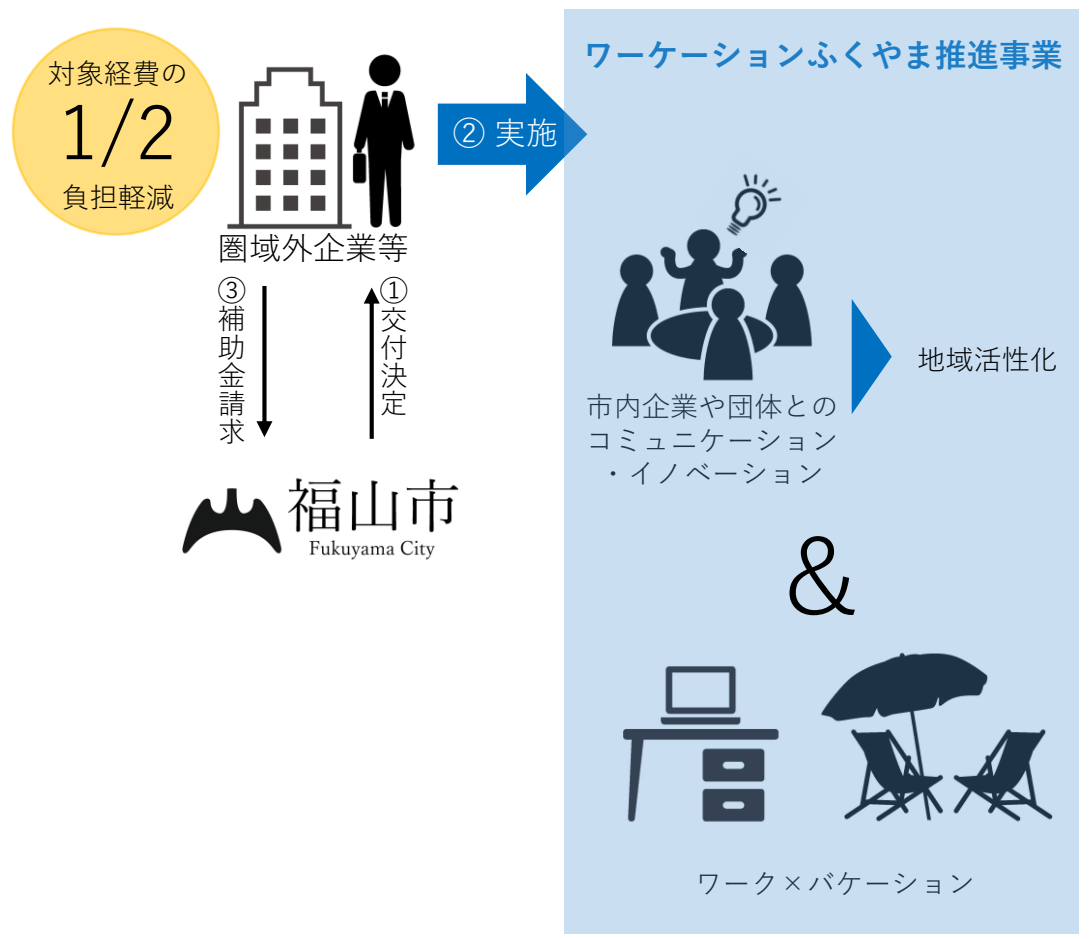 対象経費の
1/2
負担軽減
圏域外企業等
② 実施
③補助金請求
①交付決定
福山市
Fukuyama City
ワーケーションふくやま推進事業
市内企業や団体との
コミュニケーション
・イノベーション
地域活性化
&
ワーク×バケーション